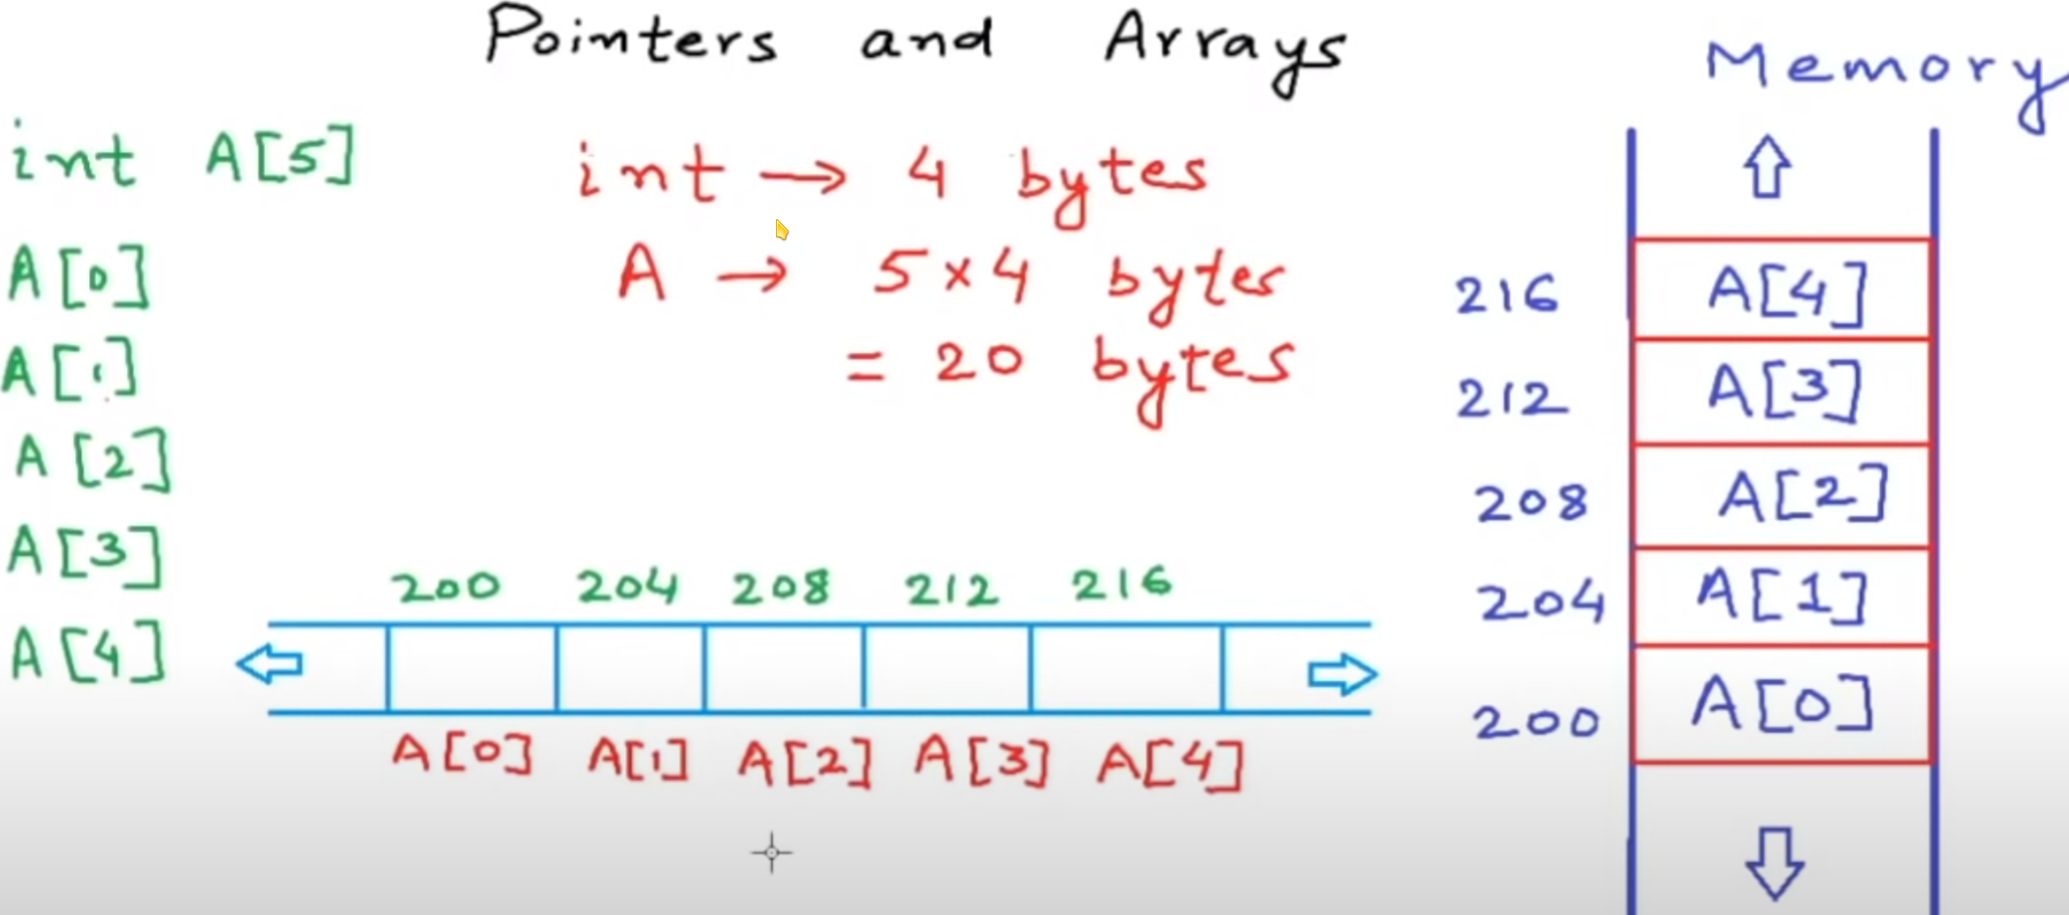 Pointers and Arrays
int A[5]
A[0]
A[1]
A[2]
A[3]
A[4]
int → 4 bytes
A → 5×4 bytes
= 20 bytes
200 204 208 212 216
A[0] A[1] A[2] A[3] A[4]
Memory
216 A[4]
212 A[3]
208 A[2]
204 A[1]
200 A[0]